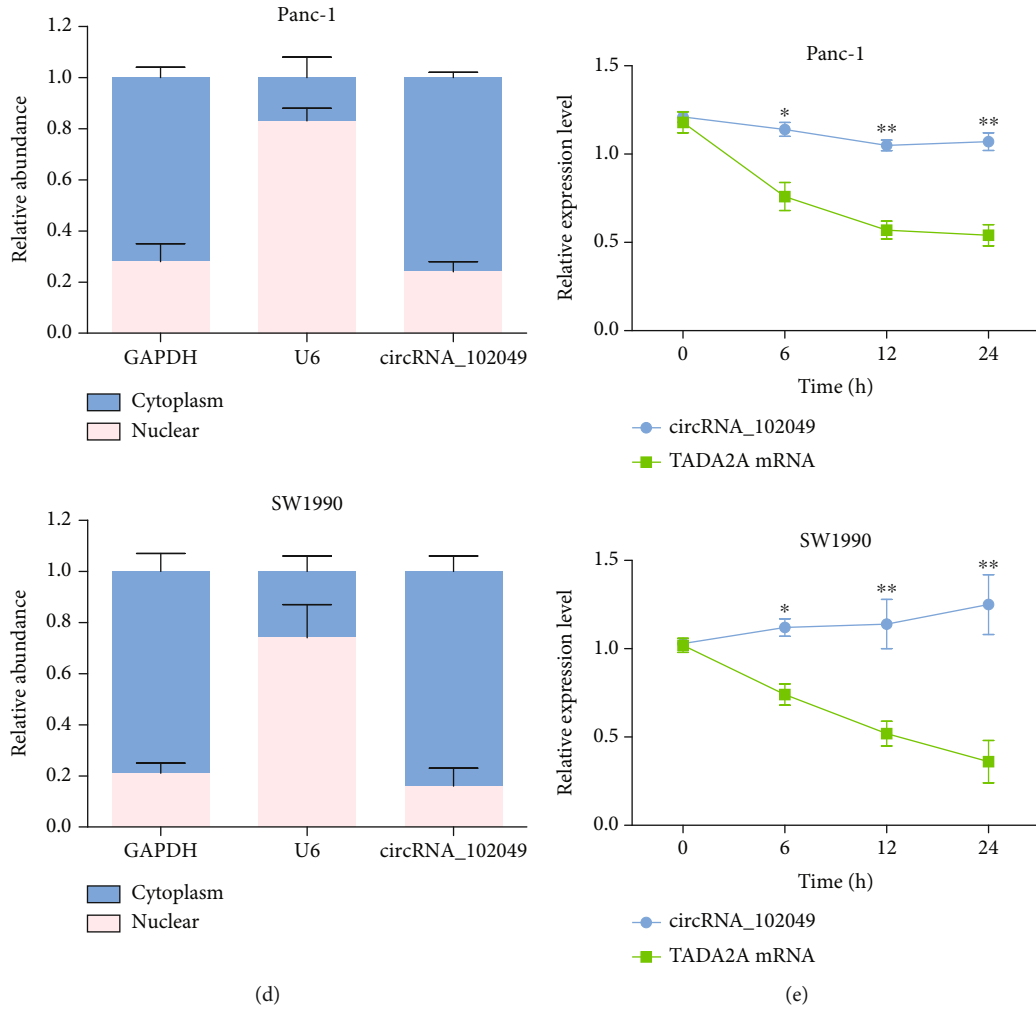 Panc-1
1.2
1.0
0.8
0.6
0.4
0.2
0.0
Relative abundance
GAPDH U6 circRNA_102049
Cytoplasm
Nuclear
SW1990
1.2
1.0
0.8
0.6
0.4
0.2
0.0
Relative abundance
GAPDH U6 circRNA_102049
Cytoplasm
Nuclear
(d)
Panc-1
1.5
1.0
0.5
0.0
Relative expression level
* ** **
0 6 12 24
Time (h)
circRNA_102049
TADA2A mRNA
SW1990
1.5
1.0
0.5
0.0
Relative expression level
* ** **
0 6 12 24
Time (h)
circRNA_102049
TADA2A mRNA
(e)